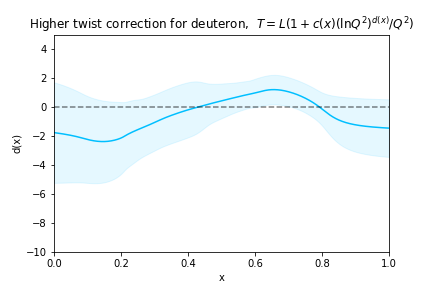 Higher twist correction for deuteron, $T = L(1 + c(x)(\ln Q^2)^{d(x)}/Q^2)$
4
2
0
−2
−4
−6
−8
−10
d(x)
0.0 0.2 0.4 0.6 0.8 1.0
x